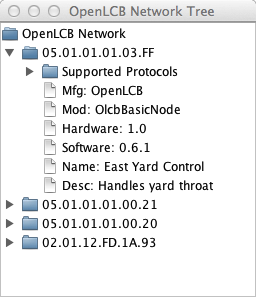 OpenLCB Network Tree
OpenLCB Network
05.01.01.01.03.FF
Supported Protocols
Mfg: OpenLCB
Mod: OlcbBasicNode
Hardware: 1.0
Software: 0.6.1
Name: East Yard Control
Desc: Handles yard throat
05.01.01.01.00.21
05.01.01.01.00.20
02.01.12.FD.1A.93